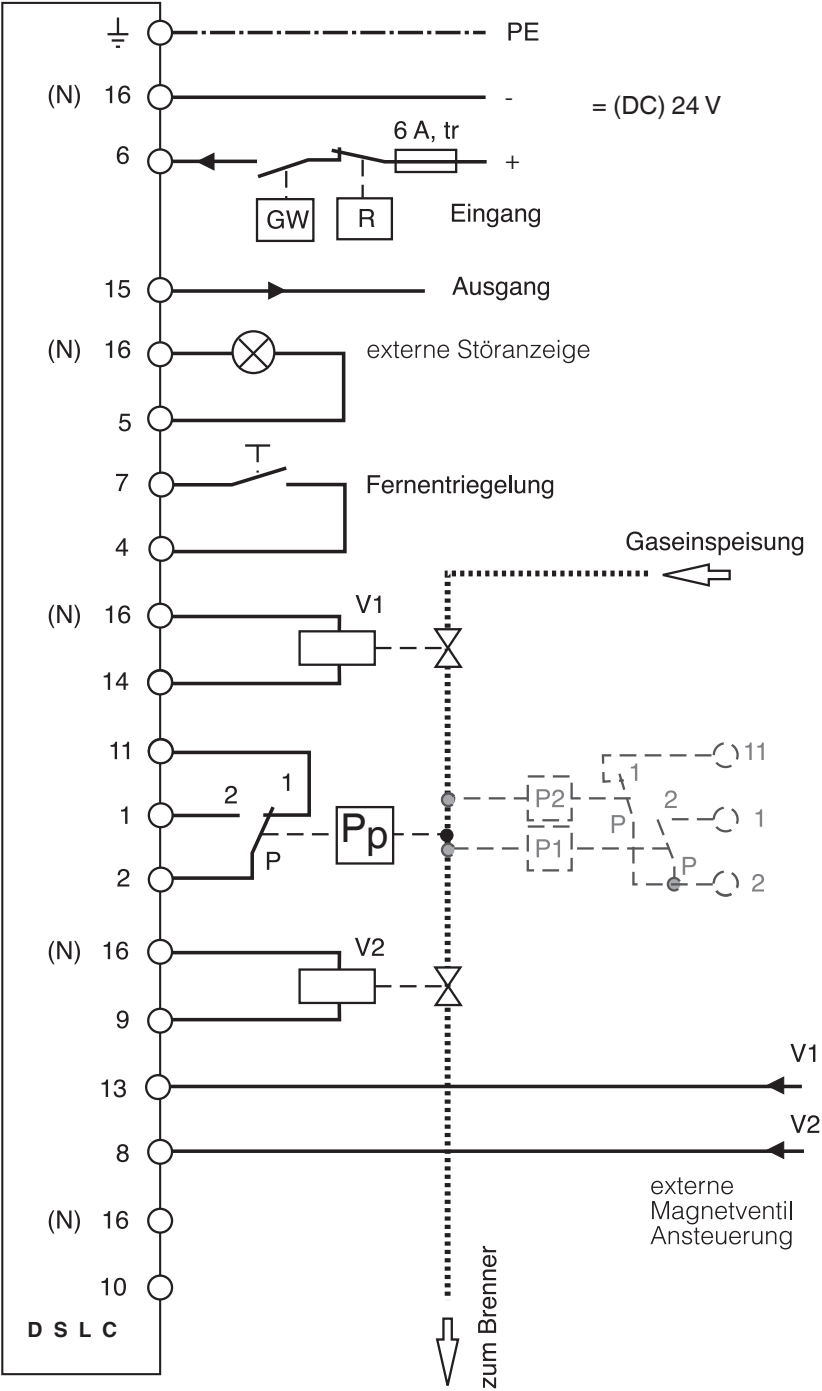 PE
(N) 16 -
= (DC) 24 V
6 A, tr
6 +
GW R Eingang
15 Ausgang
(N) 16 externe Störanzeige
5
7 Fernentriegelung
4
Gaseinspeisung
(N) 16 V1
14
11 1 11
2 1 1 2
1 Pp P2 P 1
P P1 P
2 2
(N) 16 V2
9
V1
13
V2
8
externe
Magnetventil
Ansteuerung
(N) 16
10
zum Brenner
D S L C